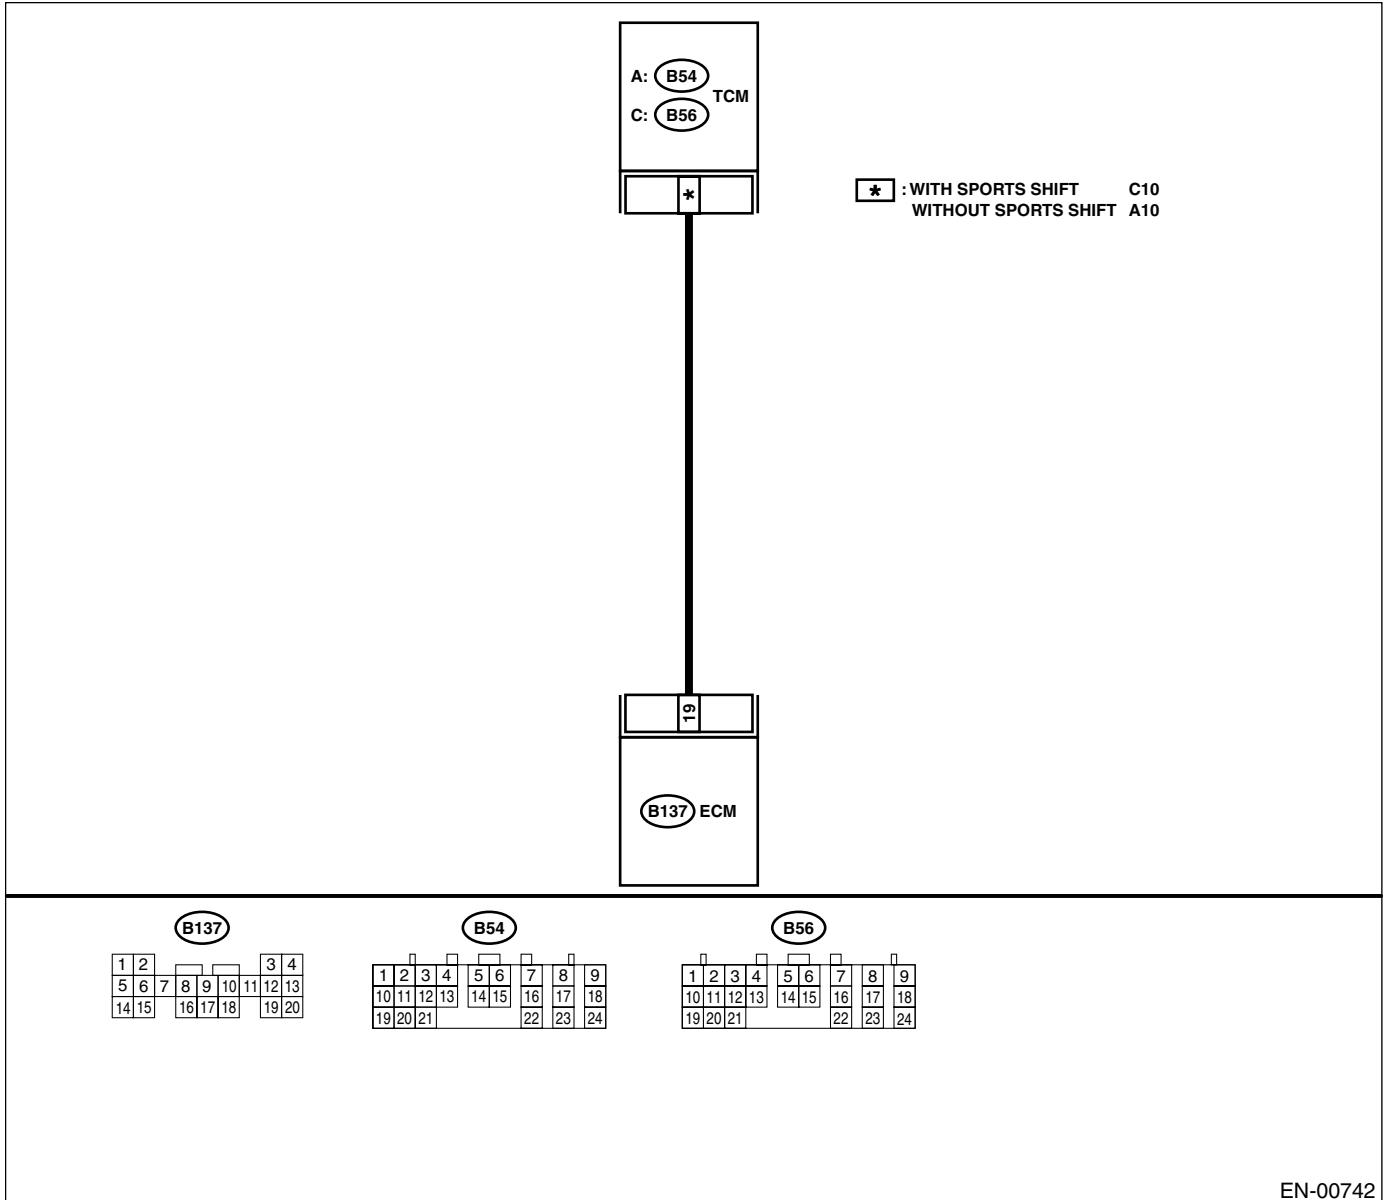 A: B54
TCM
C: B56
* : WITH SPORTS SHIFT C10
WITHOUT SPORTS SHIFT A10
*
19
B137 ECM
B137
1 2 3 4
5 6 7 8 9 10 11 12 13
14 15 16 17 18 19 20
B54
1 2 3 4 5 6 7 8 9
10 11 12 13 14 15 16 17 18
19 20 21 22 23 24
B56
1 2 3 4 5 6 7 8 9
10 11 12 13 14 15 16 17 18
19 20 21 22 23 24
EN-00742